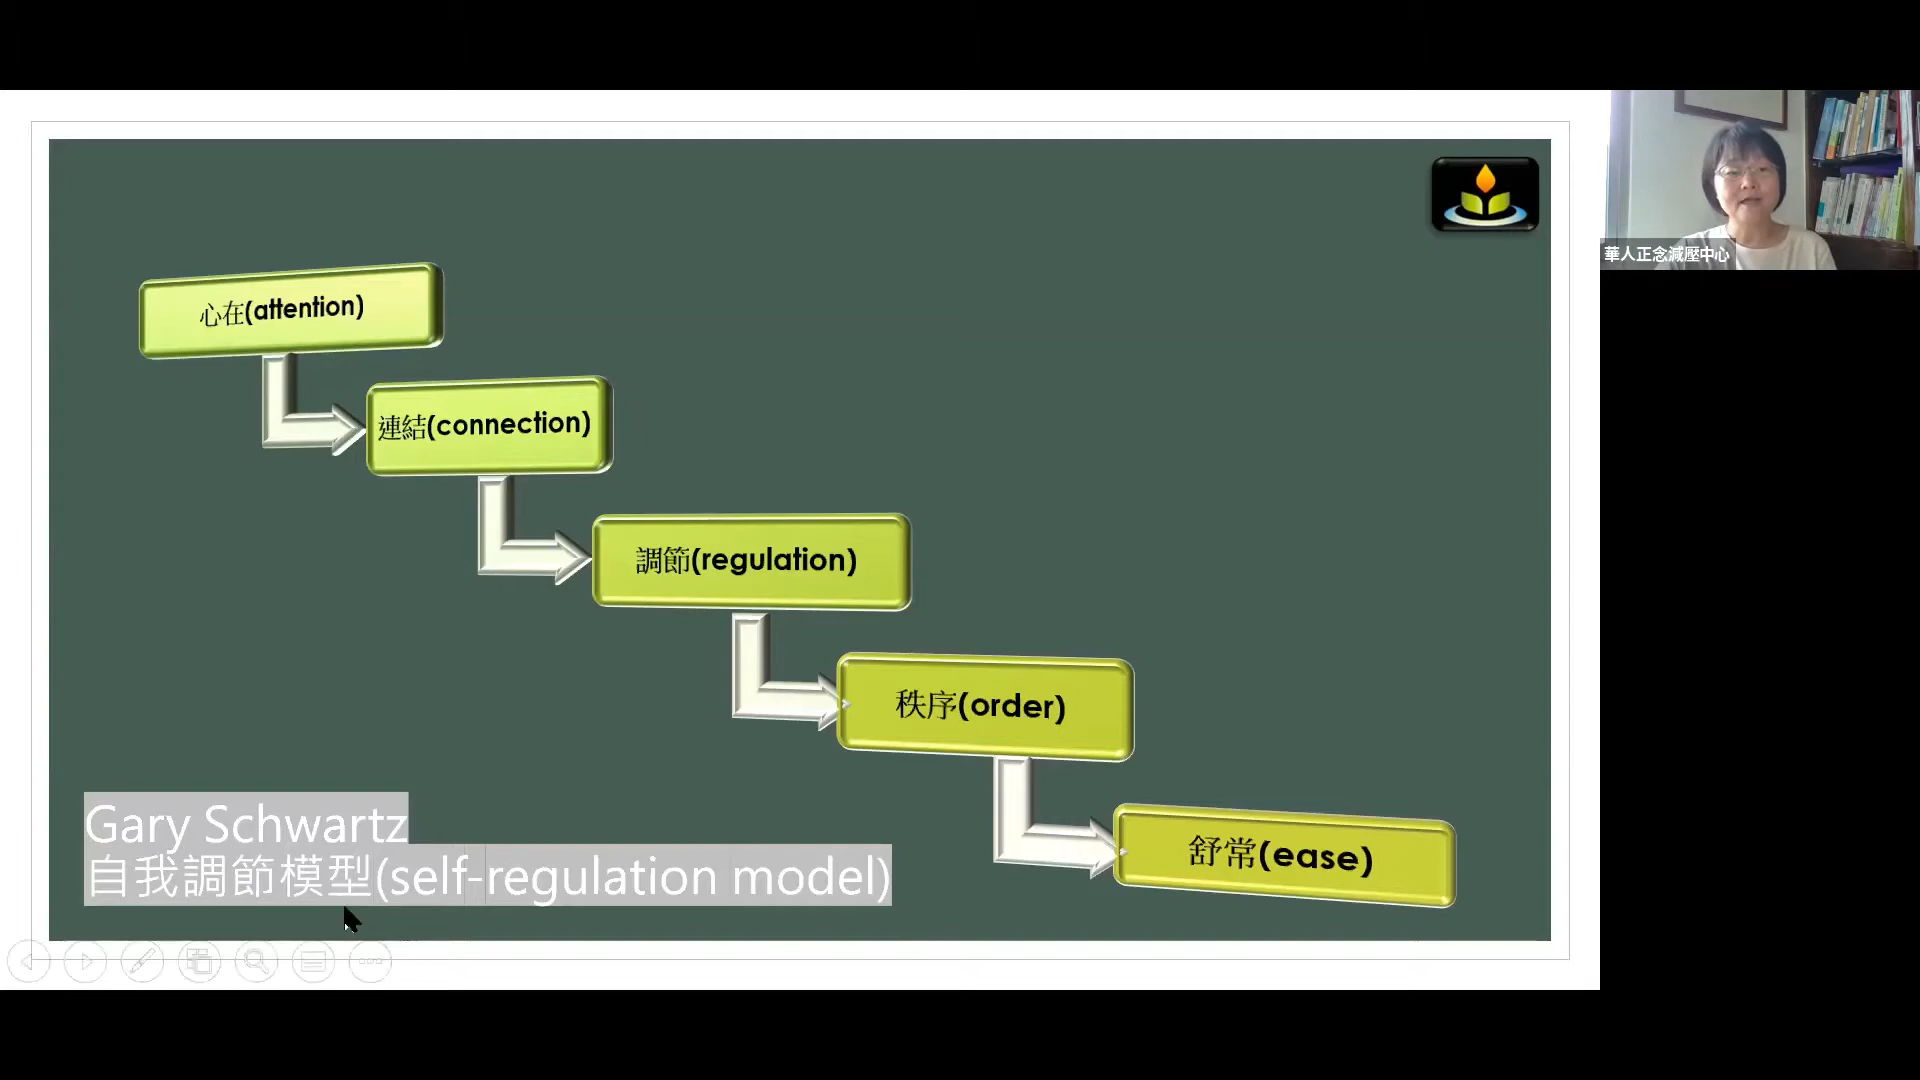 心在(attention)
連結(connection)
調節(regulation)
秩序(order)
舒常(ease)
Gary Schwartz
自我調節模型(self-regulation model)
華人正念減壓中心